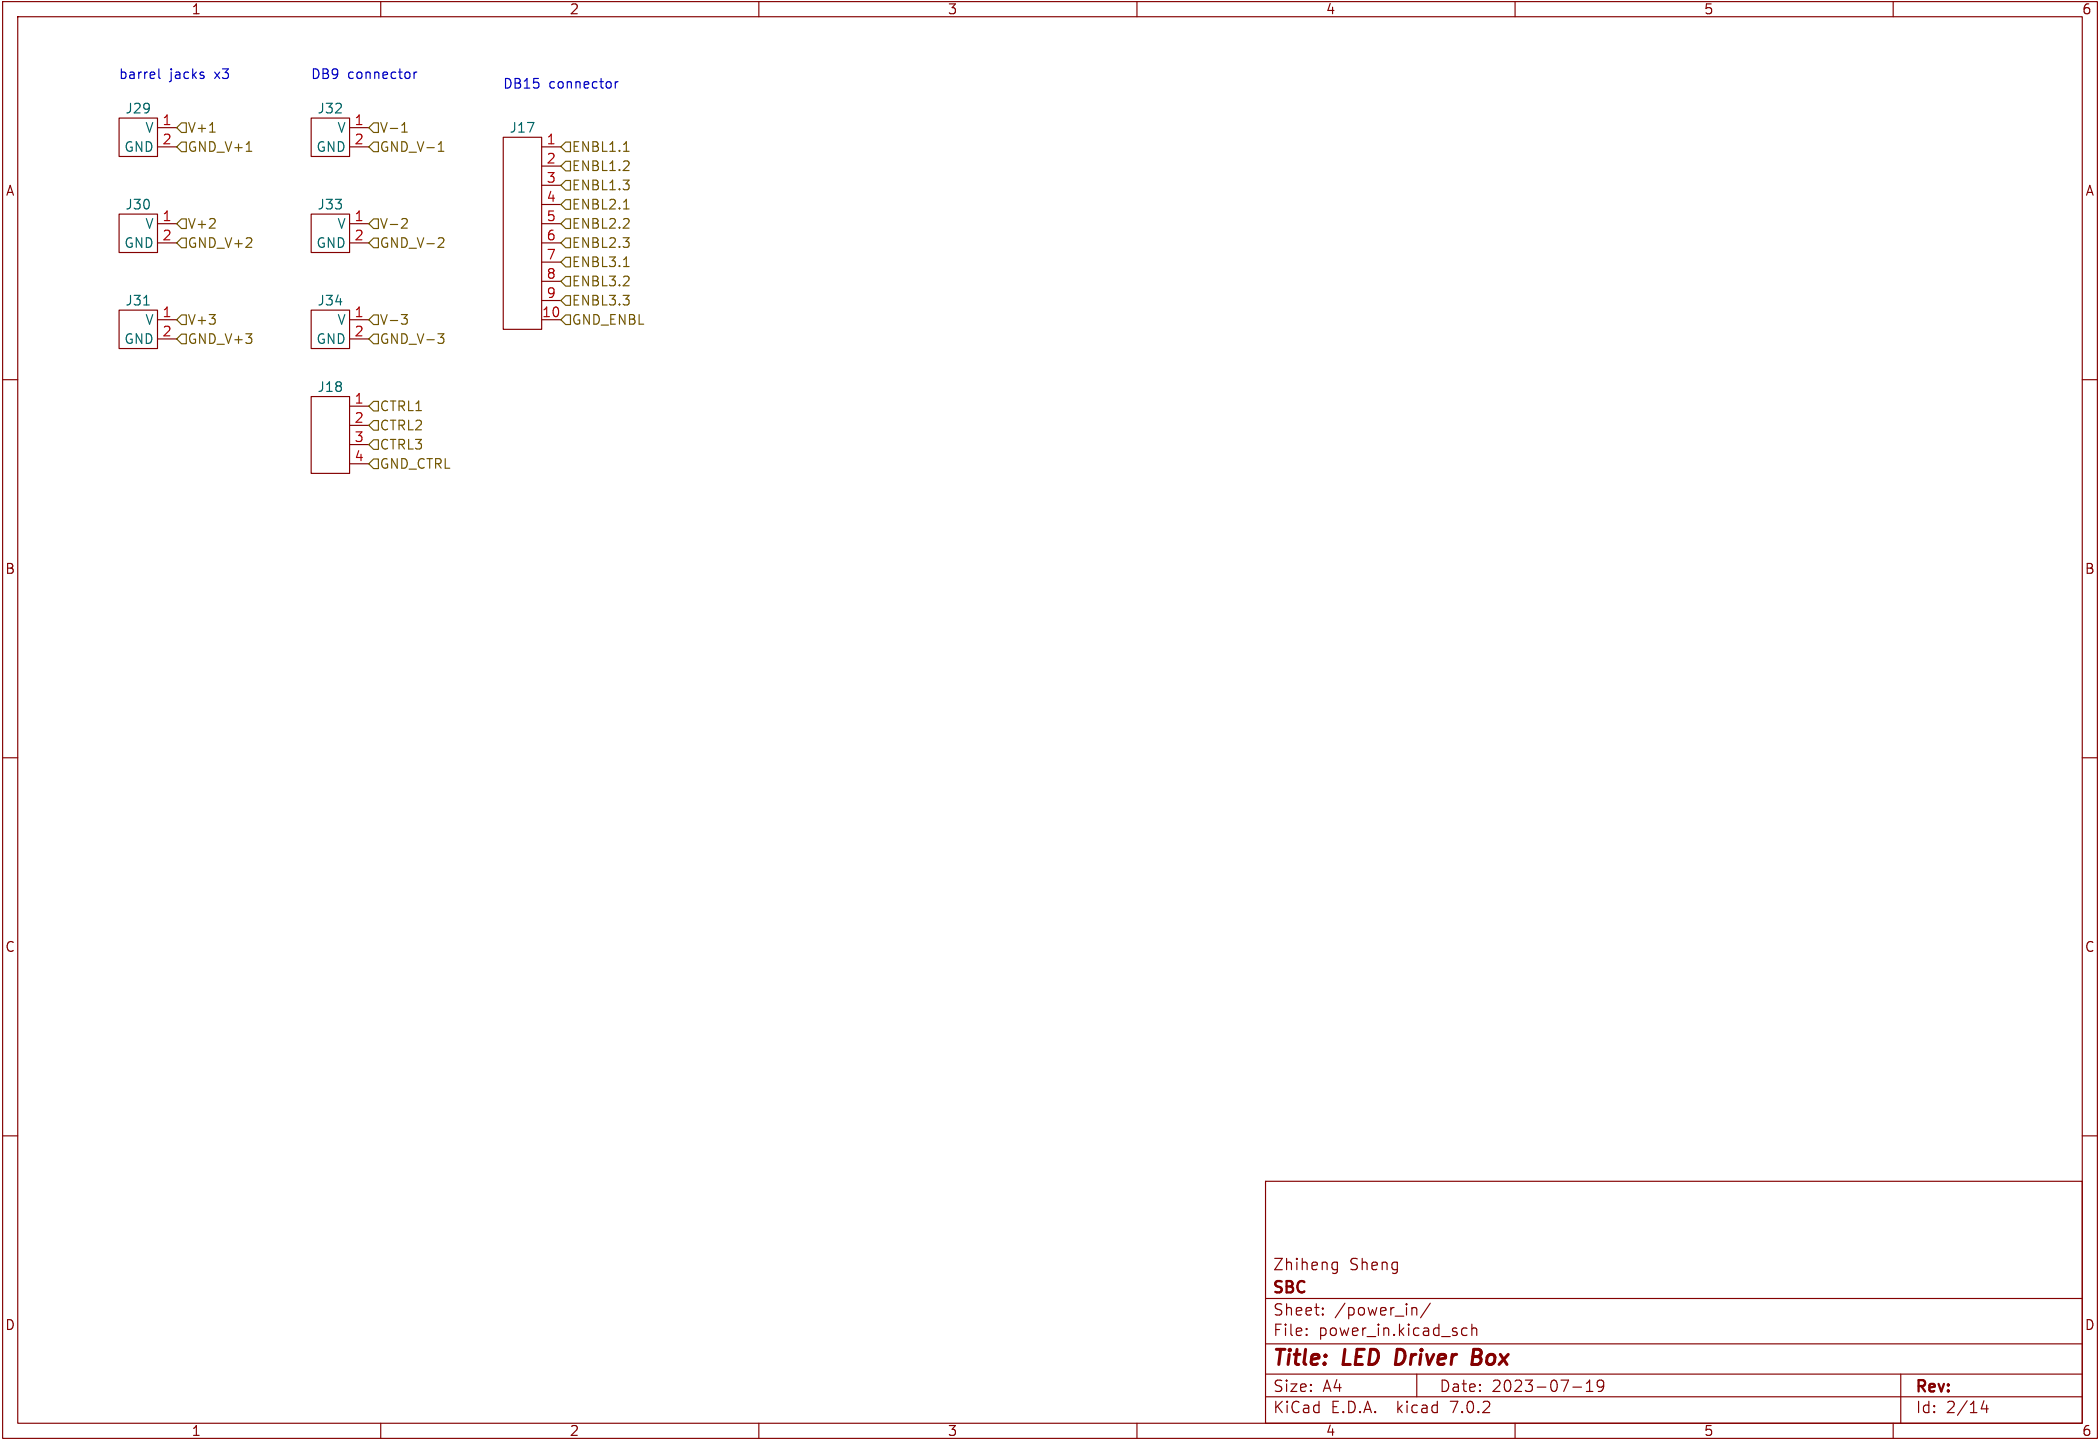 1 2 3 4 5 6
barrel jacks x3
J29
V 1 V+1
GND 2 GND_V+1
J30
V 1 V+2
GND 2 GND_V+2
J31
V 1 V+3
GND 2 GND_V+3
DB9 connector
J32
V 1 V-1
GND 2 GND_V-1
J33
V 1 V-2
GND 2 GND_V-2
J34
V 1 V-3
GND 2 GND_V-3
J18
1 CTRL1
2 CTRL2
3 CTRL3
4 GND_CTRL
DB15 connector
J17
1 ENBL1.1
2 ENBL1.2
3 ENBL1.3
4 ENBL2.1
5 ENBL2.2
6 ENBL2.3
7 ENBL3.1
8 ENBL3.2
9 ENBL3.3
10 GND_ENBL
A A
B B
C C
D D
Zhiheng Sheng
SBC
Sheet: /power_in/
File: power_in.kicad_sch
Title: LED Driver Box
Size: A4 Date: 2023-07-19 Rev:
KiCad E.D.A. kicad 7.0.2 Id: 2/14
1 2 3 4 5 6